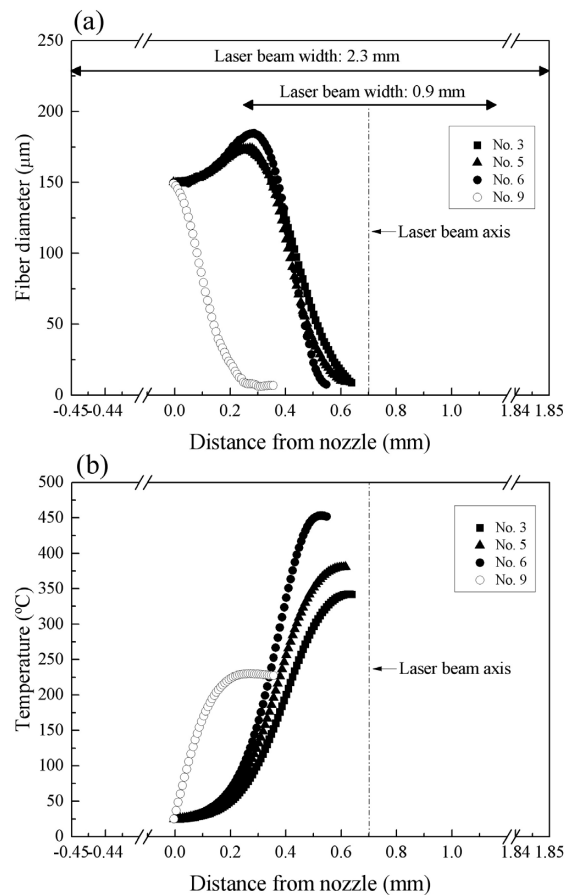 (a)
250
200
150
100
50
0
Fiber diameter (μm)
Laser beam width: 2.3 mm
Laser beam width: 0.9 mm
No. 3
No. 5
No. 6
No. 9
Laser beam axis
-0.45 -0.44 0.0 0.2 0.4 0.6 0.8 1.0 1.84 1.85
Distance from nozzle (mm)
(b)
500
450
400
350
300
250
200
150
100
50
0
Temperature (ºC)
No. 3
No. 5
No. 6
No. 9
Laser beam axis
-0.45 -0.44 0.0 0.2 0.4 0.6 0.8 1.0 1.84 1.85
Distance from nozzle (mm)